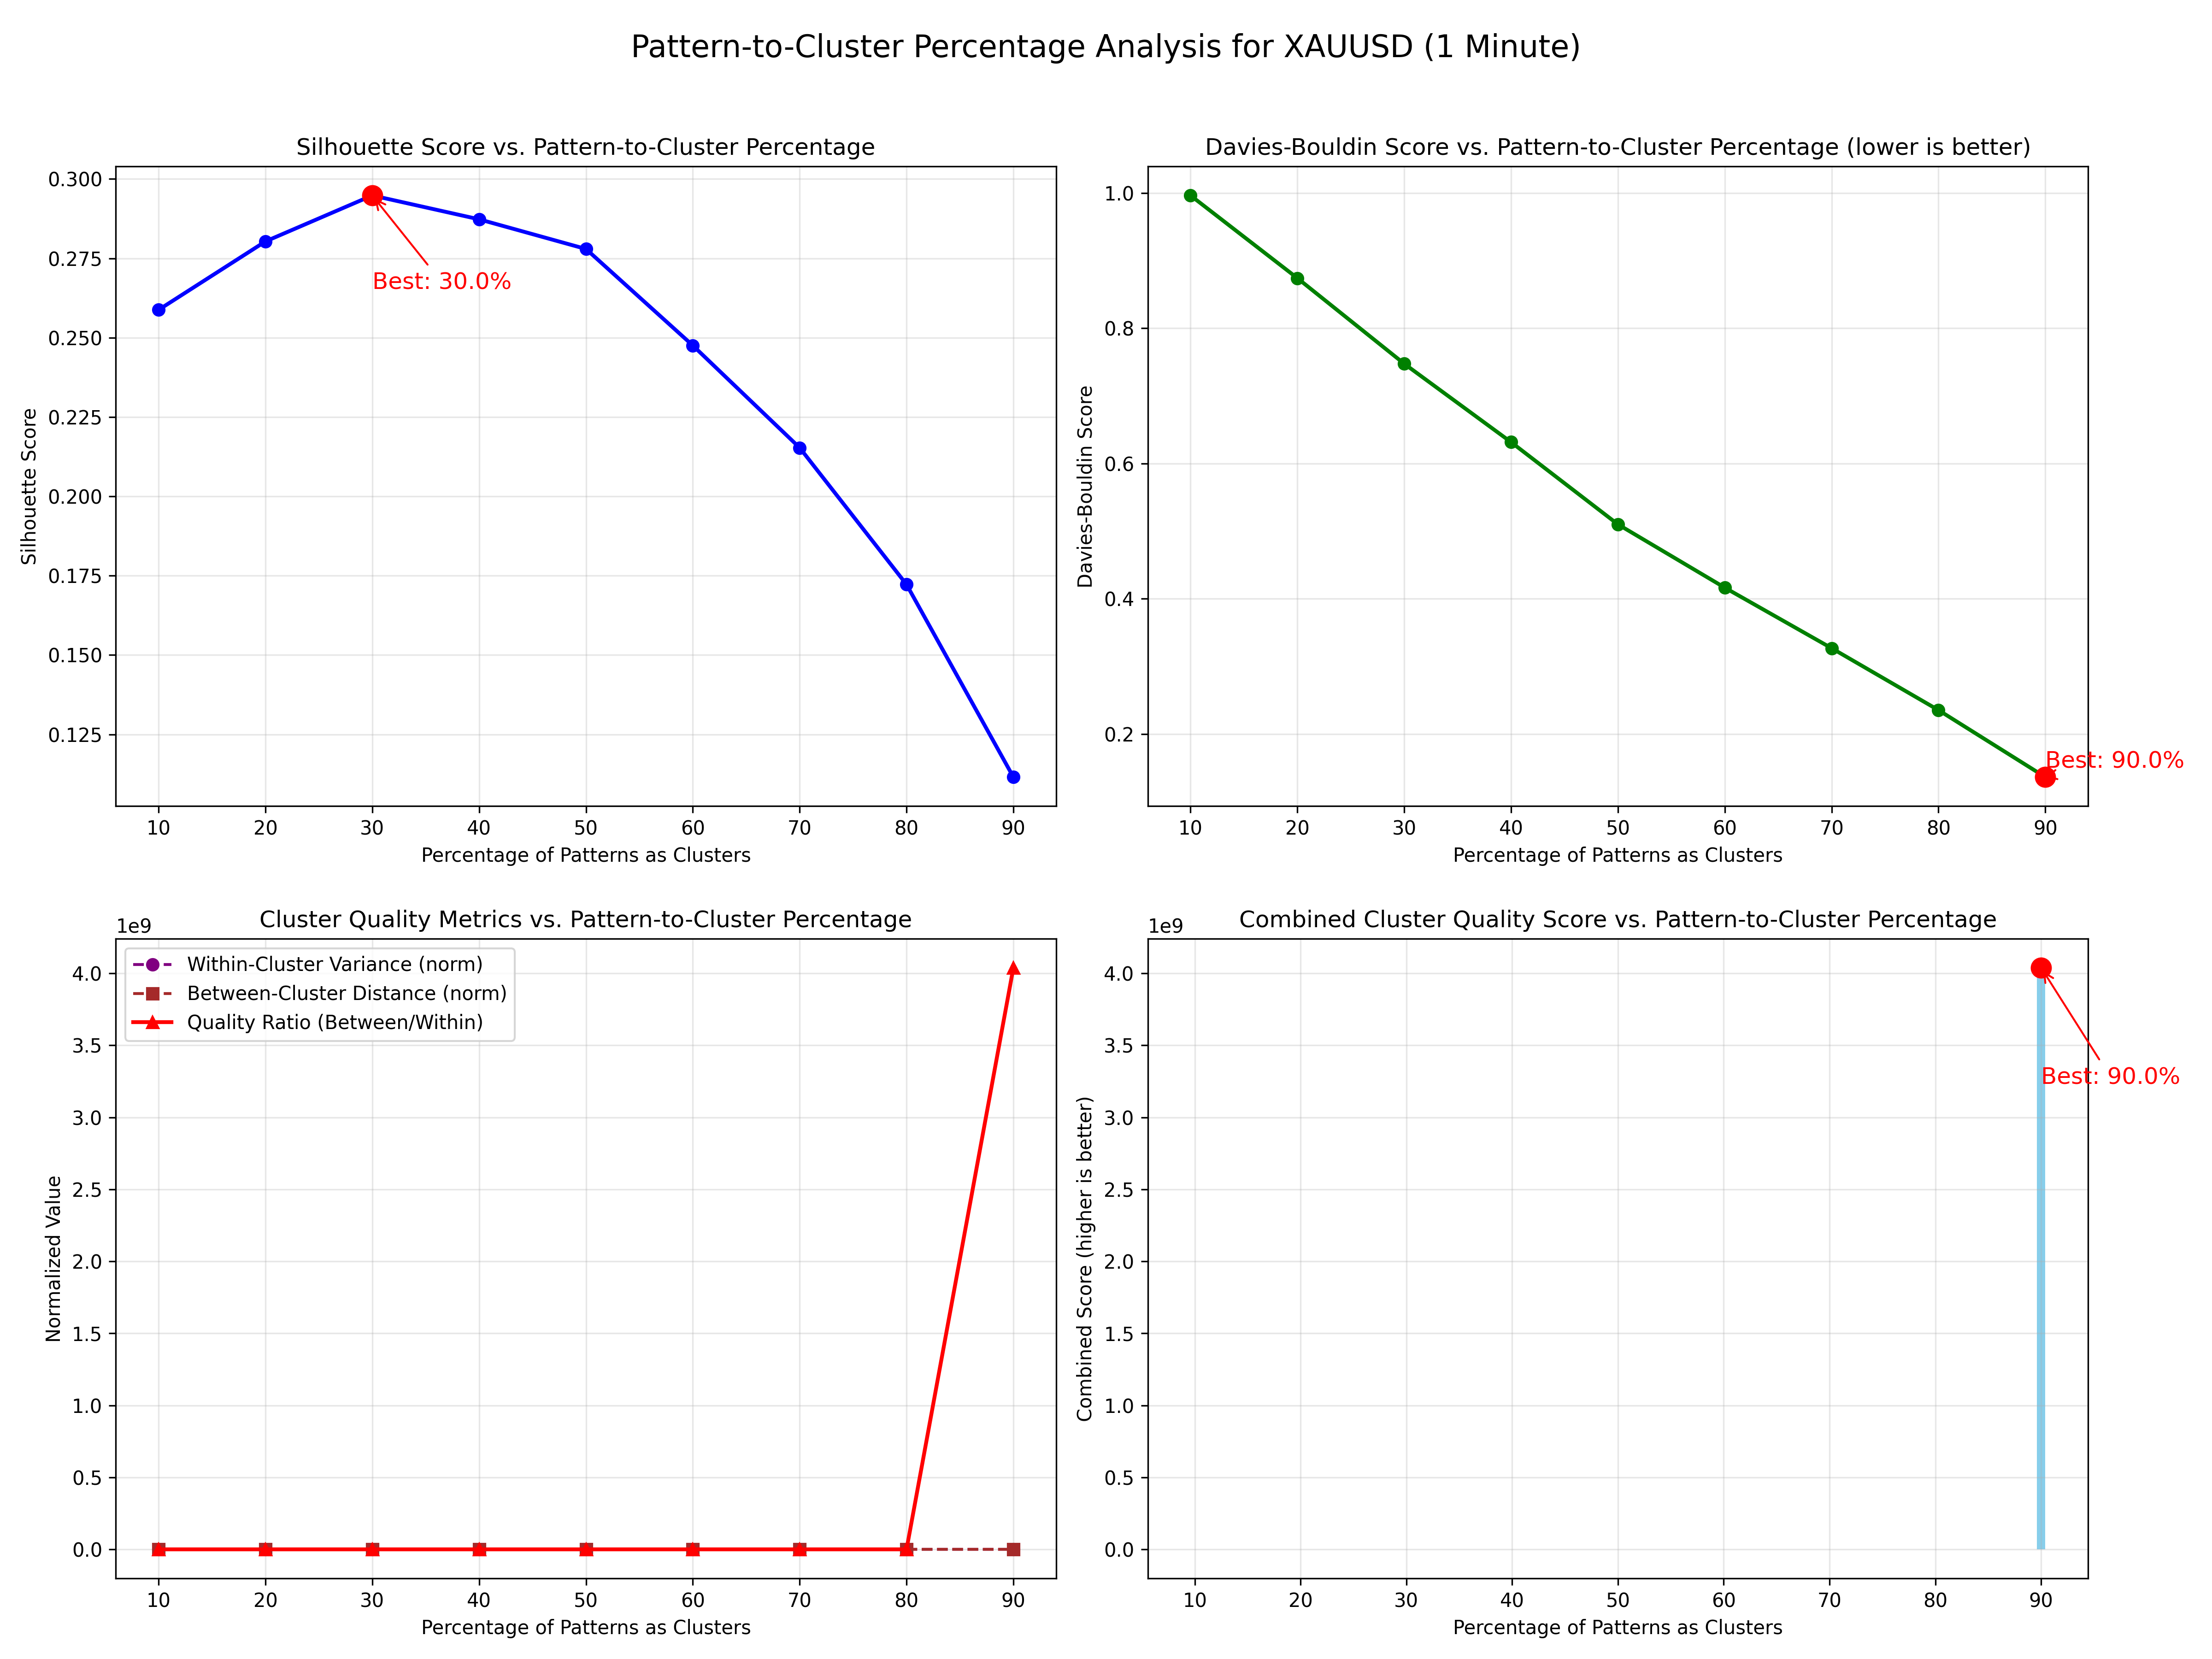 Pattern-to-Cluster Percentage Analysis for XAUUSD (1 Minute)
Silhouette Score vs. Pattern-to-Cluster Percentage
0.300
0.275
0.250
0.225
0.200
0.175
0.150
0.125
Silhouette Score
Best: 30.0%
10 20 30 40 50 60 70 80 90
Percentage of Patterns as Clusters
Davies-Bouldin Score vs. Pattern-to-Cluster Percentage (lower is better)
1.0
0.8
0.6
0.4
0.2
Davies-Bouldin Score
Best: 90.0%
10 20 30 40 50 60 70 80 90
Percentage of Patterns as Clusters
Cluster Quality Metrics vs. Pattern-to-Cluster Percentage
1e9
Within-Cluster Variance (norm)
Between-Cluster Distance (norm)
Quality Ratio (Between/Within)
4.0
3.5
3.0
2.5
2.0
1.5
1.0
0.5
0.0
Normalized Value
10 20 30 40 50 60 70 80 90
Percentage of Patterns as Clusters
Combined Cluster Quality Score vs. Pattern-to-Cluster Percentage
1e9
4.0
3.5
3.0
2.5
2.0
1.5
1.0
0.5
0.0
Combined Score (higher is better)
Best: 90.0%
10 20 30 40 50 60 70 80 90
Percentage of Patterns as Clusters